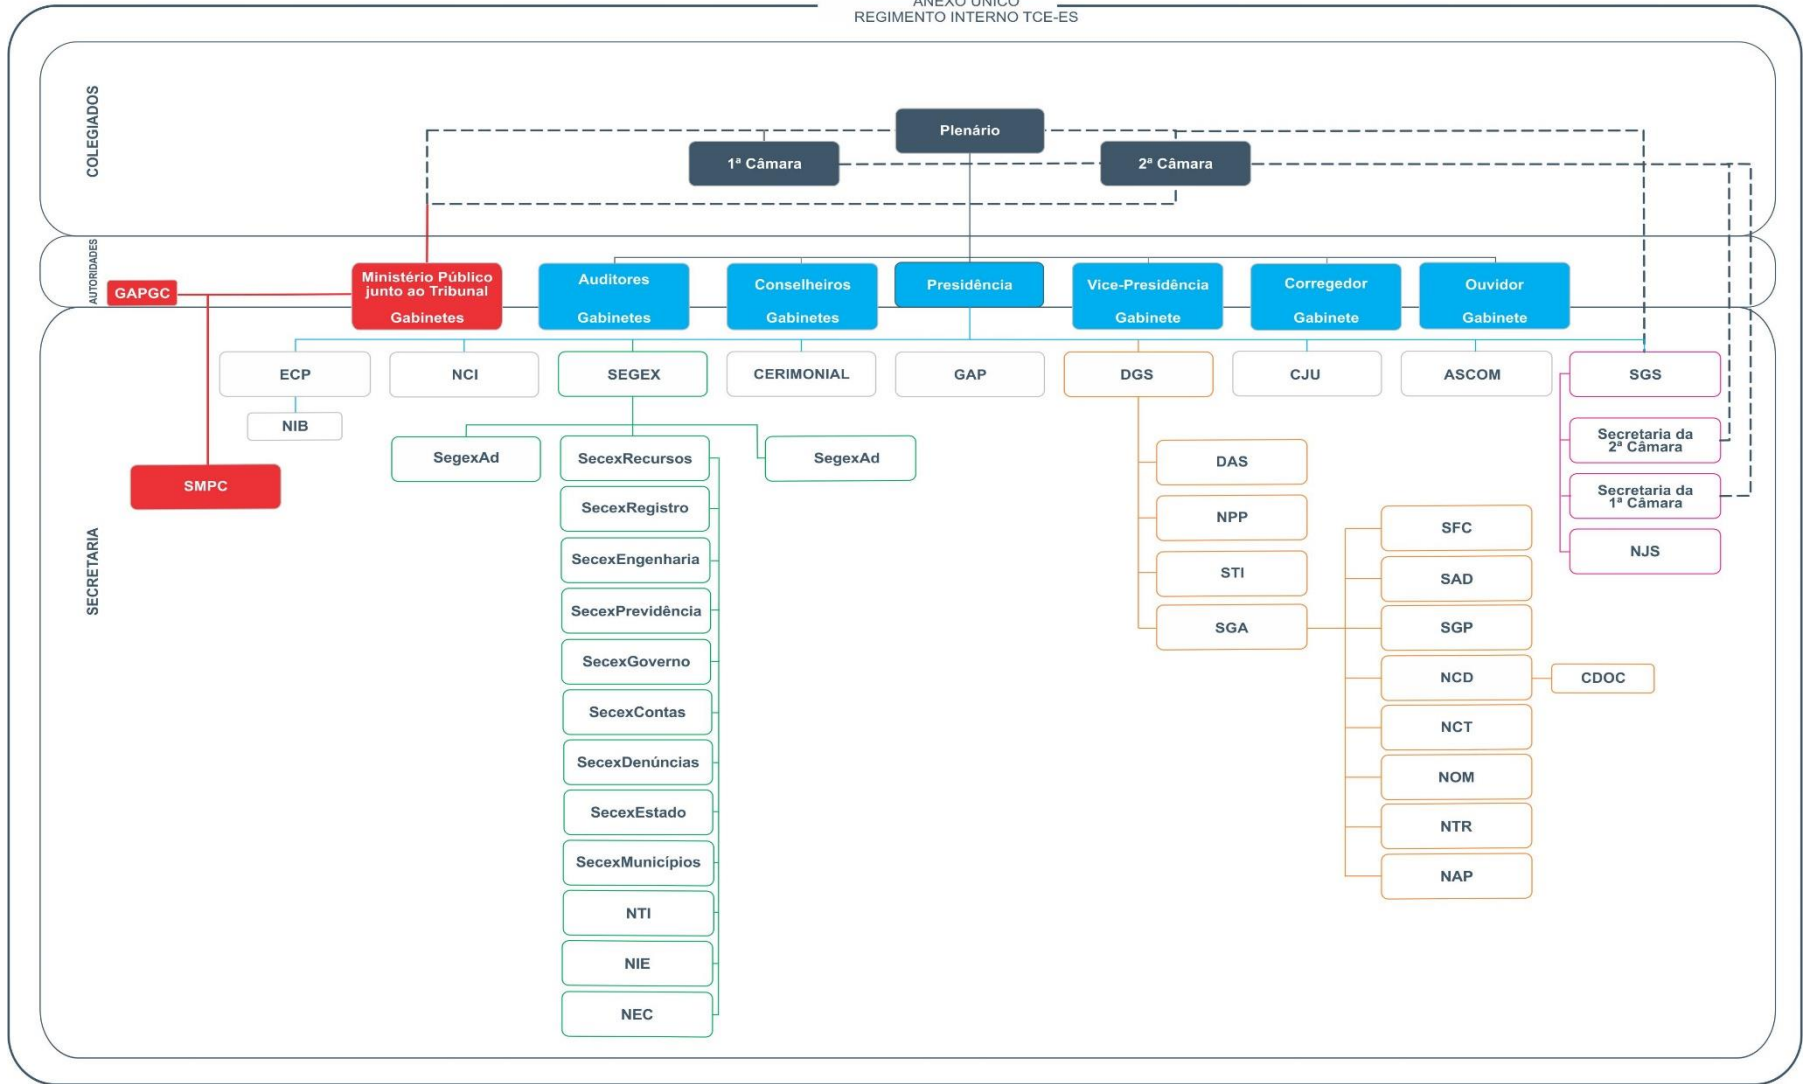 ANEXO ÚNICO
REGIMENTO INTERNO TCE-ES
COLEGIADOS
Plenário
1ª Câmara
2ª Câmara
AUTORIDADES
GAPGC
Ministério Público
junto ao Tribunal
Gabinetes
Auditores
Gabinetes
Conselheiros
Gabinetes
Presidência
Vice-Presidência
Gabinete
Corregedor
Gabinete
Ouvidor
Gabinete
SECRETARIA
ECP
NCI
SEGEX
CERIMONIAL
GAP
DGS
CJU
ASCOM
SGS
NIB
SMPC
SegexAd
SecexRecursos
SegexAd
SecexRegistro
SecexEngenharia
SecexPrevidência
SecexGoverno
SecexContas
SecexDenúncias
SecexEstado
SecexMunicípios
NTI
NIE
NEC
DAS
NPP
STI
SGA
SFC
SAD
SGP
NCD
CDOC
NCT
NOM
NTR
NAP
Secretaria da
2ª Câmara
Secretaria da
1ª Câmara
NJS